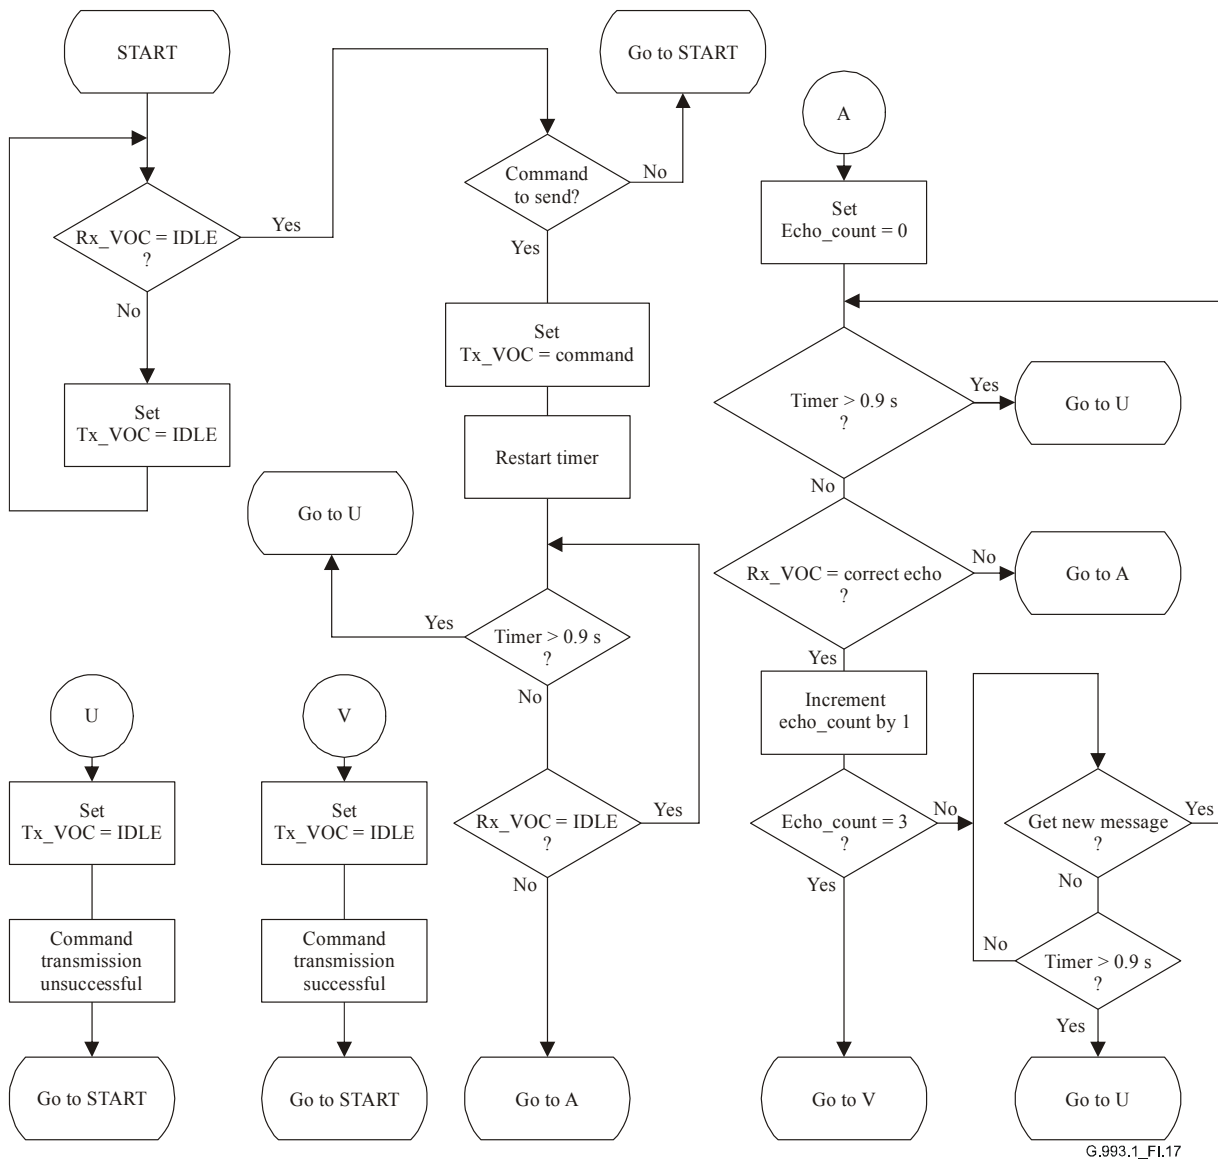 START
Rx_VOC = IDLE
?
Yes
No
Set
Tx_VOC = IDLE
Go to START
Command
to send?
No
Yes
Set
Tx_VOC = command
Restart timer
Go to U
Yes
Timer > 0.9 s
?
No
Rx_VOC = IDLE
?
Yes
No
Go to A
U
Set
Tx_VOC = IDLE
Command
transmission
unsuccessful
Go to START
V
Set
Tx_VOC = IDLE
Command
transmission
successful
Go to START
A
Set
Echo_count = 0
Timer > 0.9 s
?
Yes
Go to U
No
Rx_VOC = correct echo
?
No
Go to A
Yes
Increment
echo_count by 1
Echo_count = 3
?
No
Yes
Go to V
Get new message
?
Yes
No
Timer > 0.9 s
?
No
Yes
Go to U
G.993.1_FI.17